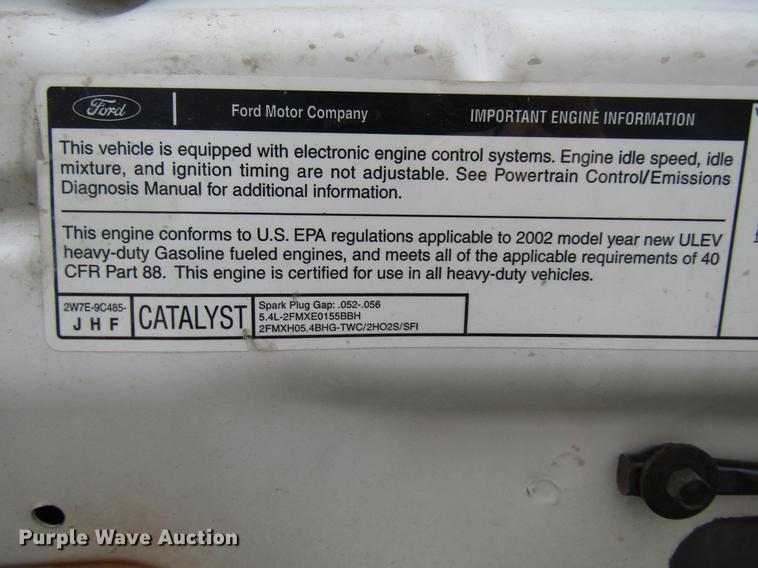 Ford
Ford Motor Company
IMPORTANT ENGINE INFORMATION
This vehicle is equipped with electronic engine control systems. Engine idle speed, idle
mixture, and ignition timing are not adjustable. See Powertrain Control/Emissions
Diagnosis Manual for additional information.
This engine conforms to U.S. EPA regulations applicable to 2002 model year new ULEV
heavy-duty Gasoline fueled engines, and meets all of the applicable requirements of 40
CFR Part 88. This engine is certified for use in all heavy-duty vehicles.
2W7E-9C485-
J H F
CATALYST
Spark Plug Gap: .052-.056
5.4L-2FMXE0155BBH
2FMXH05.4BHG-TWC/2HO2S/SFI
Purple Wave Auction
Purple Wave Auction